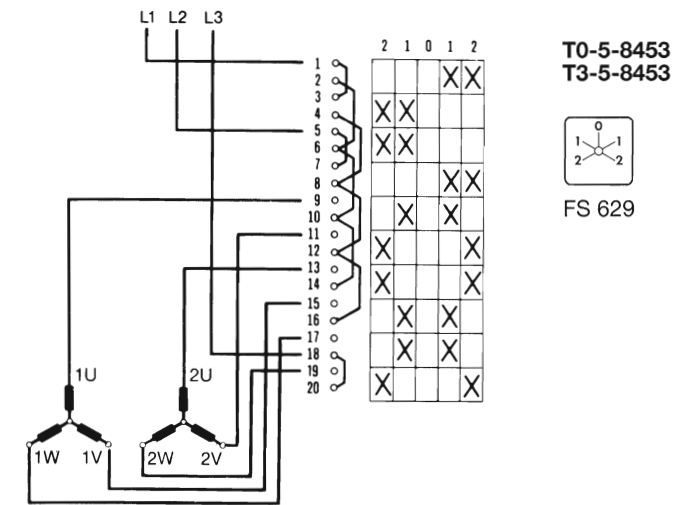 L1 L2 L3
2 1 0 1 2
T0-5-8453
T3-5-8453
1
2
3
4
5
6
7
8
9
10
11
12
13
14
15
16
17
18
19
20
X X
X X
X X
X X
X X
X X
X X
X X
X X
X X
0
1 1
2 2
FS 629
1U 2U
1W 1V 2W 2V